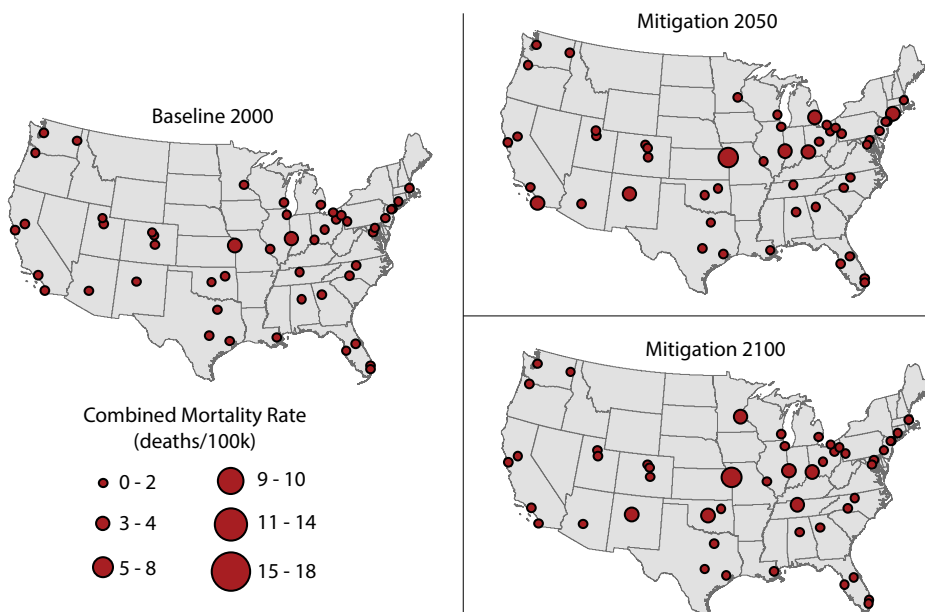 Mitigation 2050
Baseline 2000
Mitigation 2100
Combined Mortality Rate
(deaths/100k)
0 - 2
3 - 4
5 - 8
9 - 10
11 - 14
15 - 18